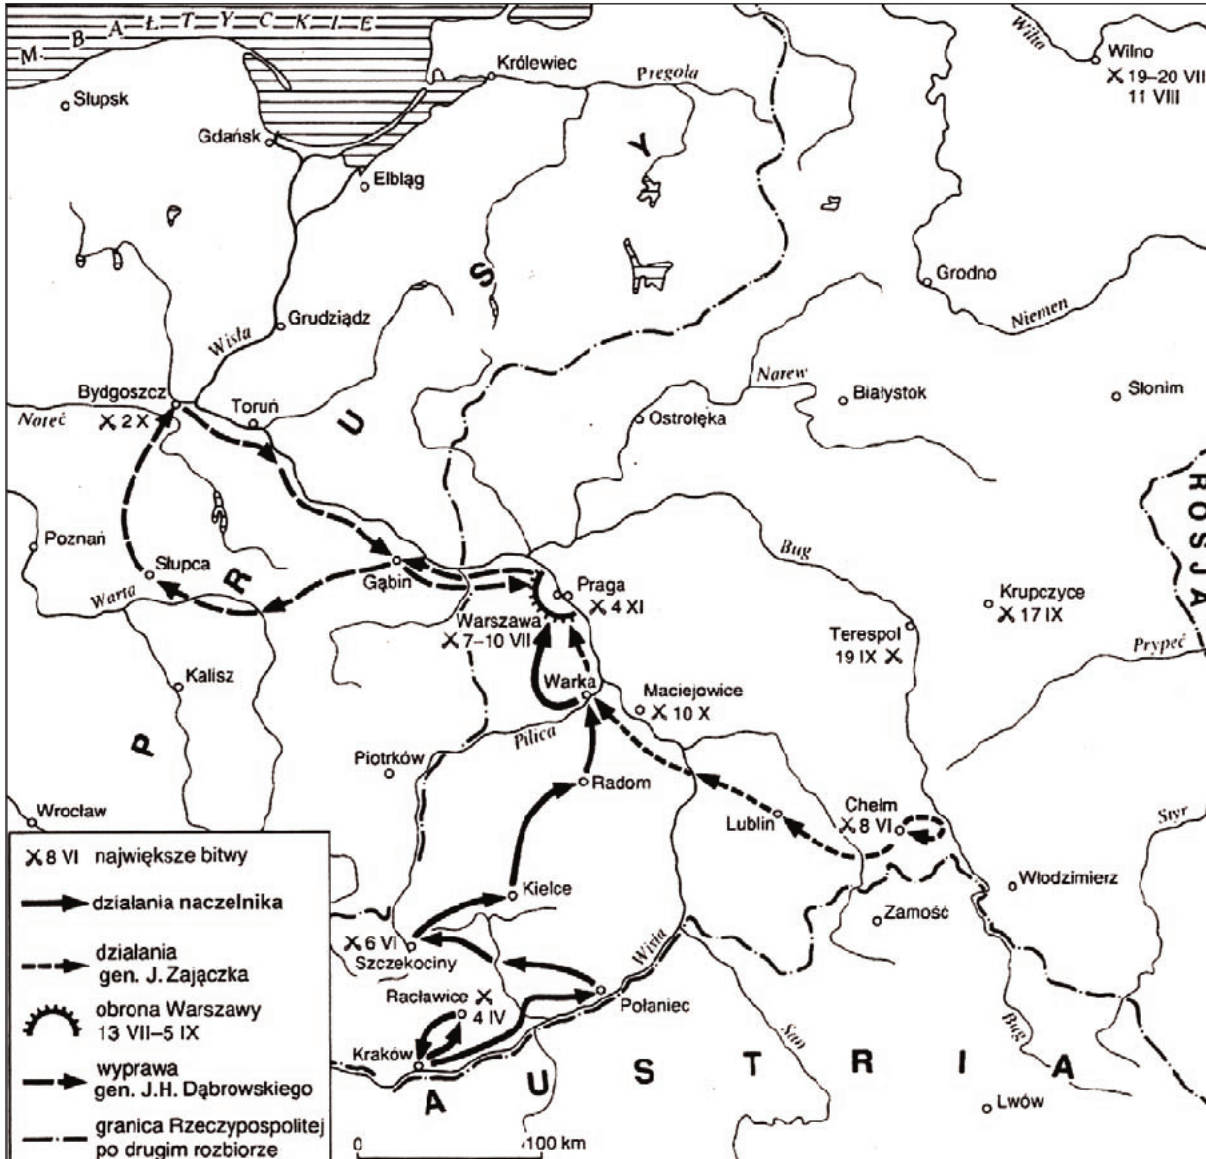 M. BAŁTYCKIE
Wilia
Wilno
19–20 VII
11 VIII
Królewiec
Pregoła
Słupsk
Gdańsk
Elbląg
Grodno
Niemen
Grudziądz
Wisła
Bydgoszcz
Toruń
Noteć
2 X
Narew
Białystok
Słonim
Ostrołęka
PRUSY
ROSJA
Poznań
Słupca
Gąbin
Warta
Bug
Praga
4 XI
Warszawa
7–10 VII
Krupczyce
17 IX
Terespol
19 IX
Prypeć
Kalisz
Warka
Maciejowice
10 X
Pilica
Piotrków
Radom
Wrocław
Lublin
Chełm
8 VI
Styr
Kielce
Włodzimierz
Zamość
6 VI
Szczekociny
Wisła
Racławice
4 IV
Połaniec
San
Bug
Kraków
AUSTRIA
Lwów
8 VI największe bitwy
działania naczelnika
działania
gen. J. Zajączka
obrona Warszawy
13 VII–5 IX
wyprawa
gen. J.H. Dąbrowskiego
granica Rzeczypospolitej
po drugim rozbiorze
0 100 km